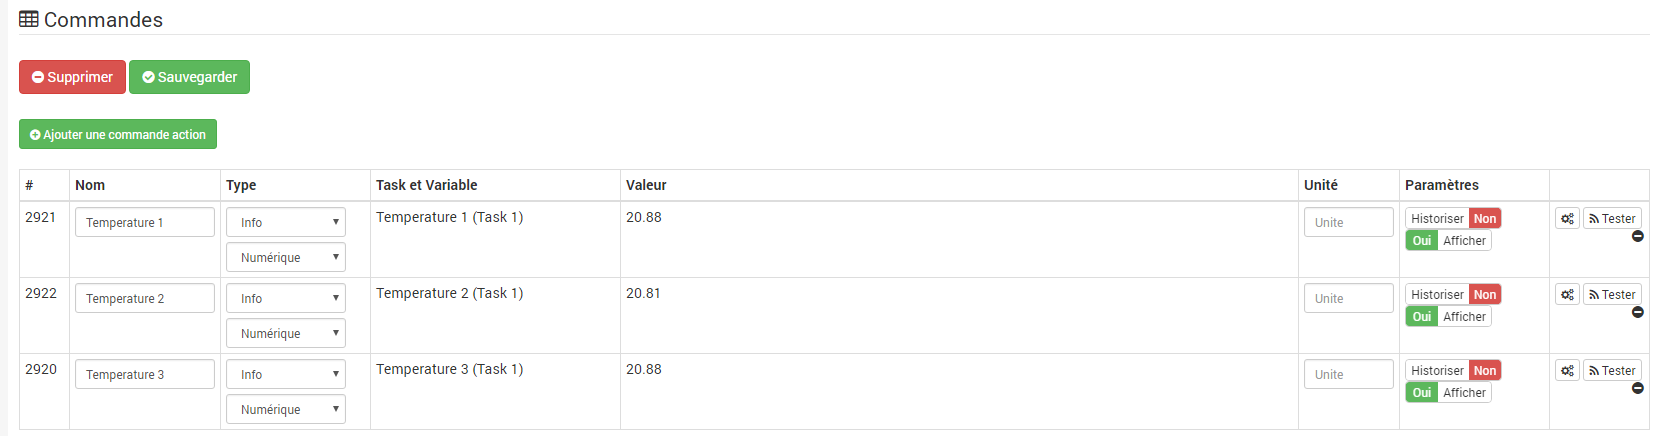 Commandes
Supprimer Sauvegarder
Ajouter une commande action
# Nom Type Task et Variable Valeur Unité Paramètres
2921 Temperature 1 Info Temperature 1 (Task 1) 20.88 Unite Historiser Non Tester
Numérique Oui Afficher
2922 Temperature 2 Info Temperature 2 (Task 1) 20.81 Unite Historiser Non Tester
Numérique Oui Afficher
2920 Temperature 3 Info Temperature 3 (Task 1) 20.88 Unite Historiser Non Tester
Numérique Oui Afficher